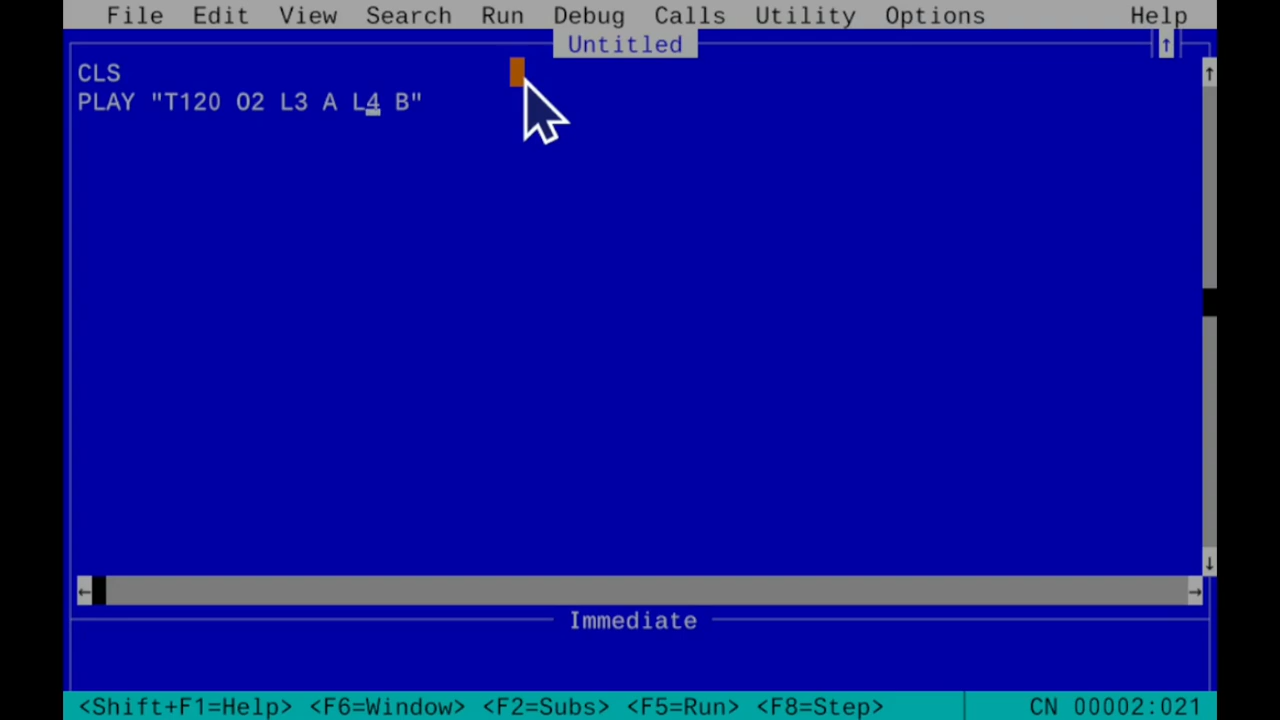 File Edit View Search Run Debug Calls Utility Options Help
Untitled ↑
CLS ↑
PLAY "T120 O2 L3 A L4 B"
↓
← →
Immediate
<Shift+F1=Help> <F6=Window> <F2=Subs> <F5=Run> <F8=Step> CN 00002:021